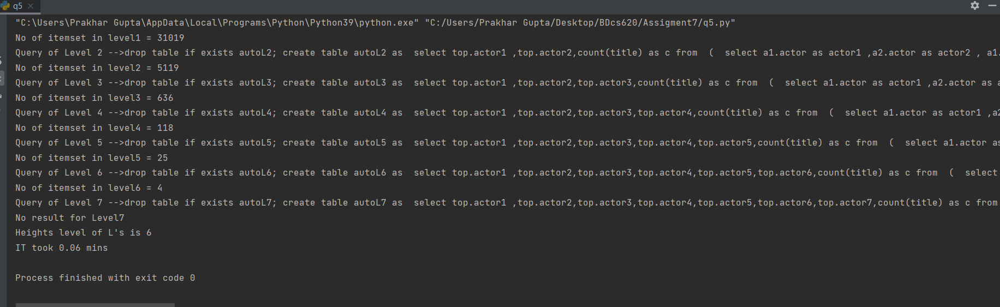 q5
"C:\Users\Prakhar Gupta\AppData\Local\Programs\Python\Python39\python.exe" "C:/Users/Prakhar Gupta/Desktop/BDcs620/Assigment7/q5.py"
No of itemset in level1 = 31019
Query of Level 2 -->drop table if exists autoL2; create table autoL2 as  select top.actor1 ,top.actor2,count(title) as c from  (  select a1.actor as actor1 ,a2.actor as actor2 , a1.
No of itemset in level2 = 5119
Query of Level 3 -->drop table if exists autoL3; create table autoL3 as  select top.actor1 ,top.actor2,top.actor3,count(title) as c from  (  select a1.actor as actor1 ,a2.actor as a
No of itemset in level3 = 636
Query of Level 4 -->drop table if exists autoL4; create table autoL4 as  select top.actor1 ,top.actor2,top.actor3,top.actor4,count(title) as c from  (  select a1.actor as actor1 ,a2
No of itemset in level4 = 118
Query of Level 5 -->drop table if exists autoL5; create table autoL5 as  select top.actor1 ,top.actor2,top.actor3,top.actor4,top.actor5,count(title) as c from  (  select a1.actor as
No of itemset in level5 = 25
Query of Level 6 -->drop table if exists autoL6; create table autoL6 as  select top.actor1 ,top.actor2,top.actor3,top.actor4,top.actor5,top.actor6,count(title) as c from  (  select
No of itemset in level6 = 4
Query of Level 7 -->drop table if exists autoL7; create table autoL7 as  select top.actor1 ,top.actor2,top.actor3,top.actor4,top.actor5,top.actor6,top.actor7,count(title) as c from
No result for Level7
Heights level of L's is 6
IT took 0.06 mins
Process finished with exit code 0